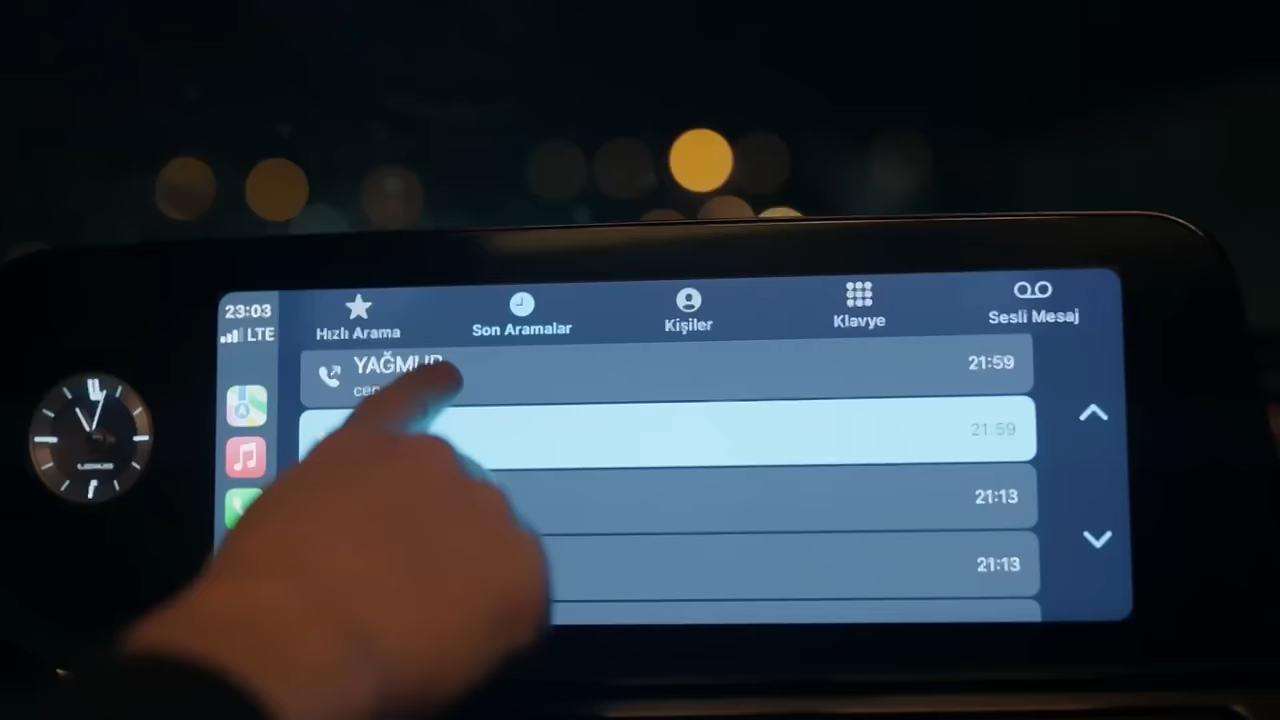 23:03
LTE
Hızlı Arama
Son Aramalar
Kişiler
Klavye
Sesli Mesaj
YAĞMUR
21:59
21:59
21:13
21:13